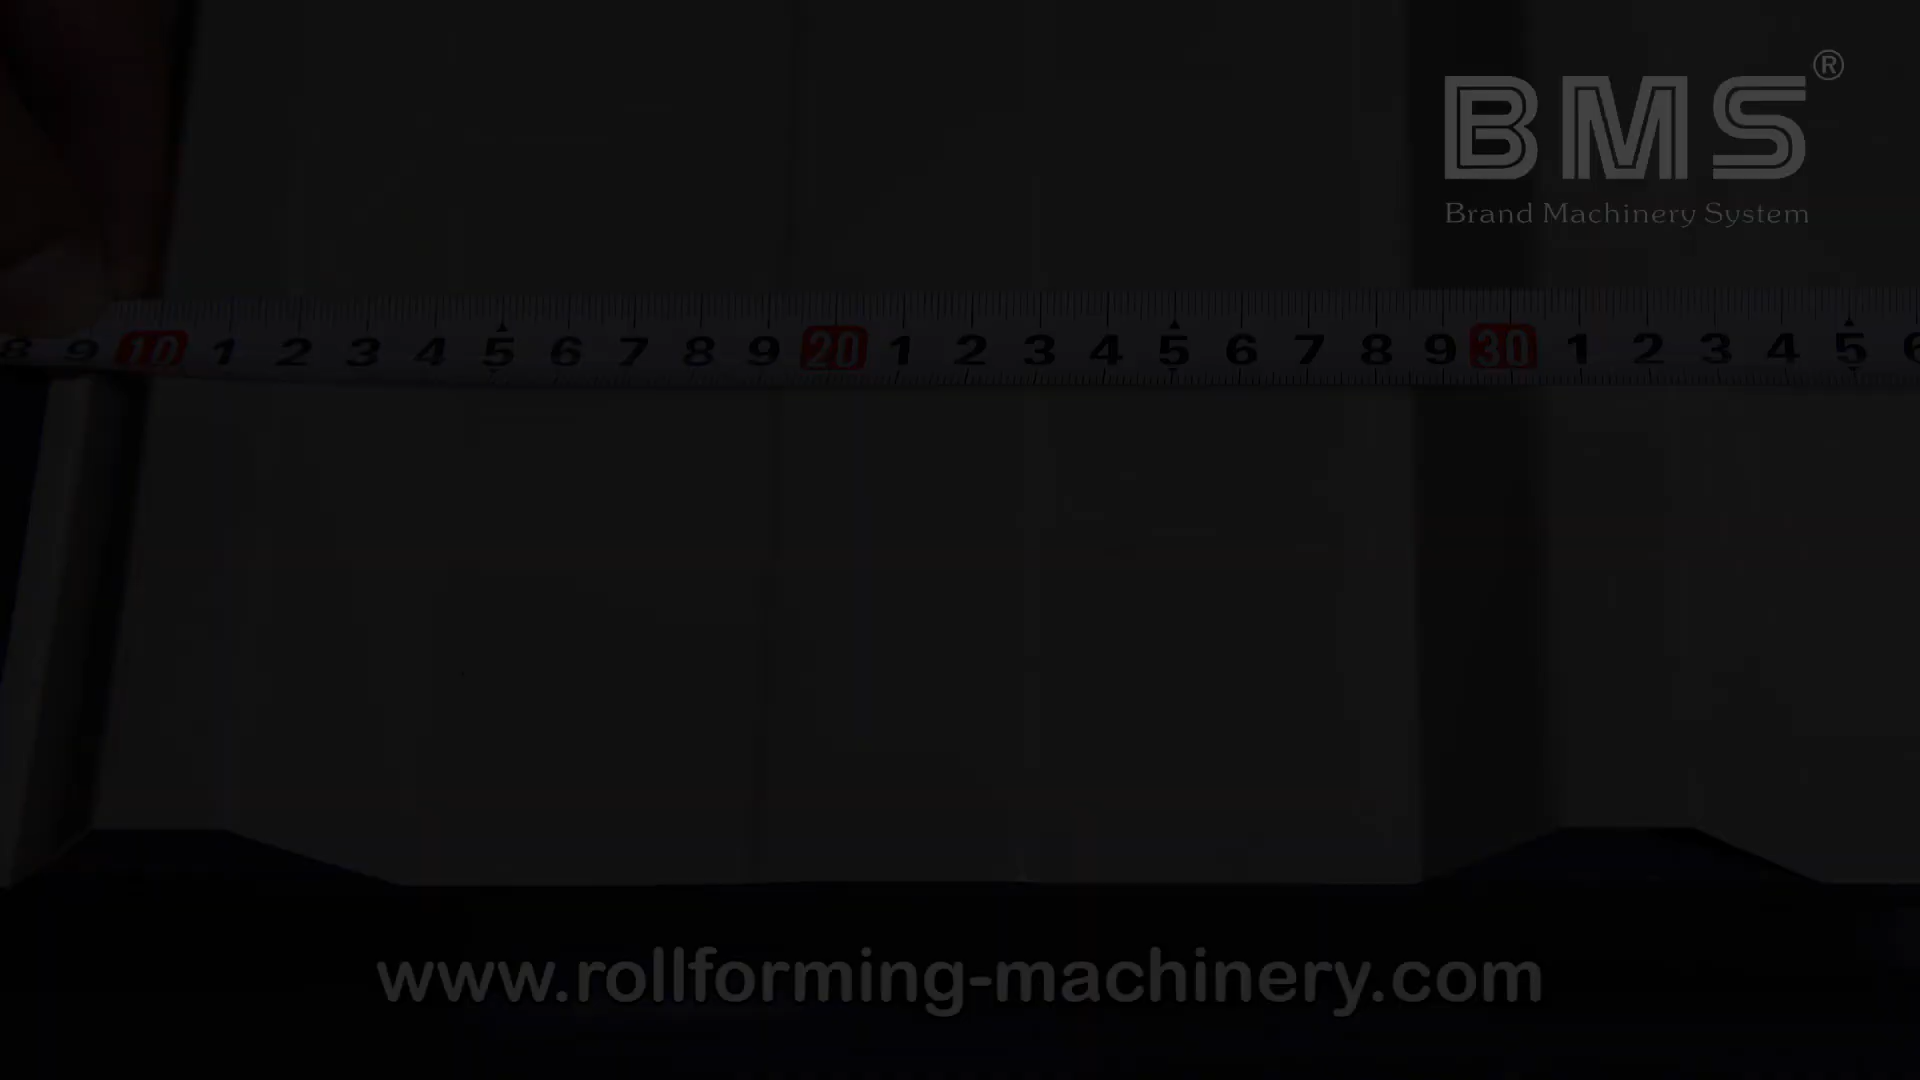 BMS®
Brand Machinery System
8 9 10 1 2 3 4 5 6 7 8 9 20 1 2 3 4 5 6 7 8 9 30 1 2 3 4 5 6
www.rollforming-machinery.com